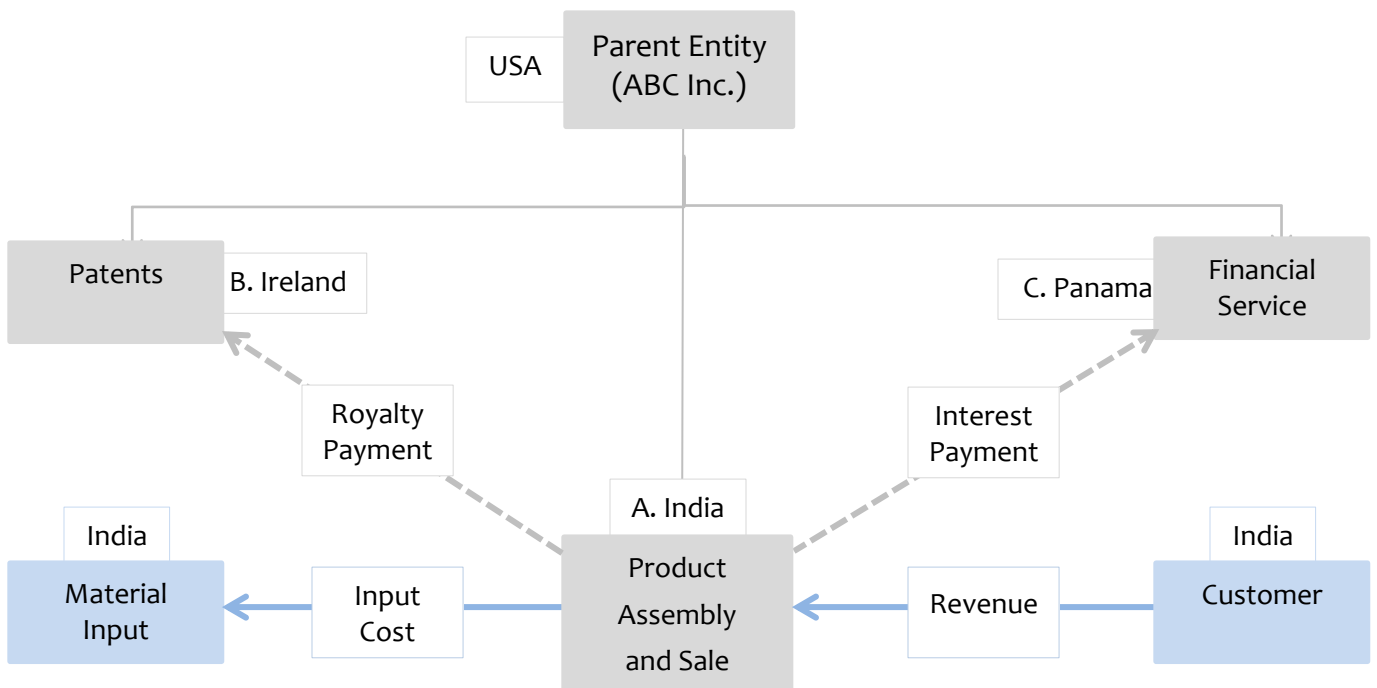 USA
Parent Entity
(ABC Inc.)
Patents
B. Ireland
C. Panama
Financial
Service
Royalty
Payment
Interest
Payment
A. India
India
India
Material
Input
Input
Cost
Product
Assembly
and Sale
Revenue
Customer